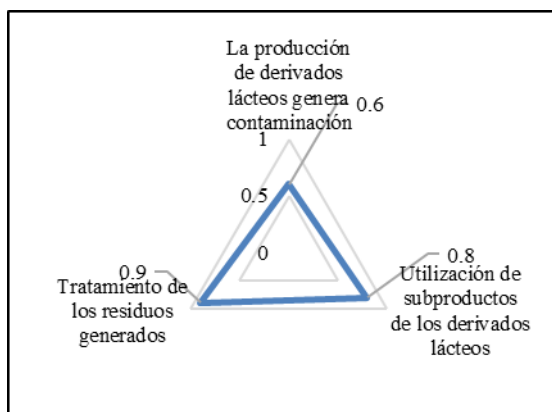 La producción
de derivados
lácteos genera
contaminación
0.6
1
0.5
0
0.9
Tratamiento de
los residuos
generados
0.8
Utilización de
subproductos
de los derivados
lácteos